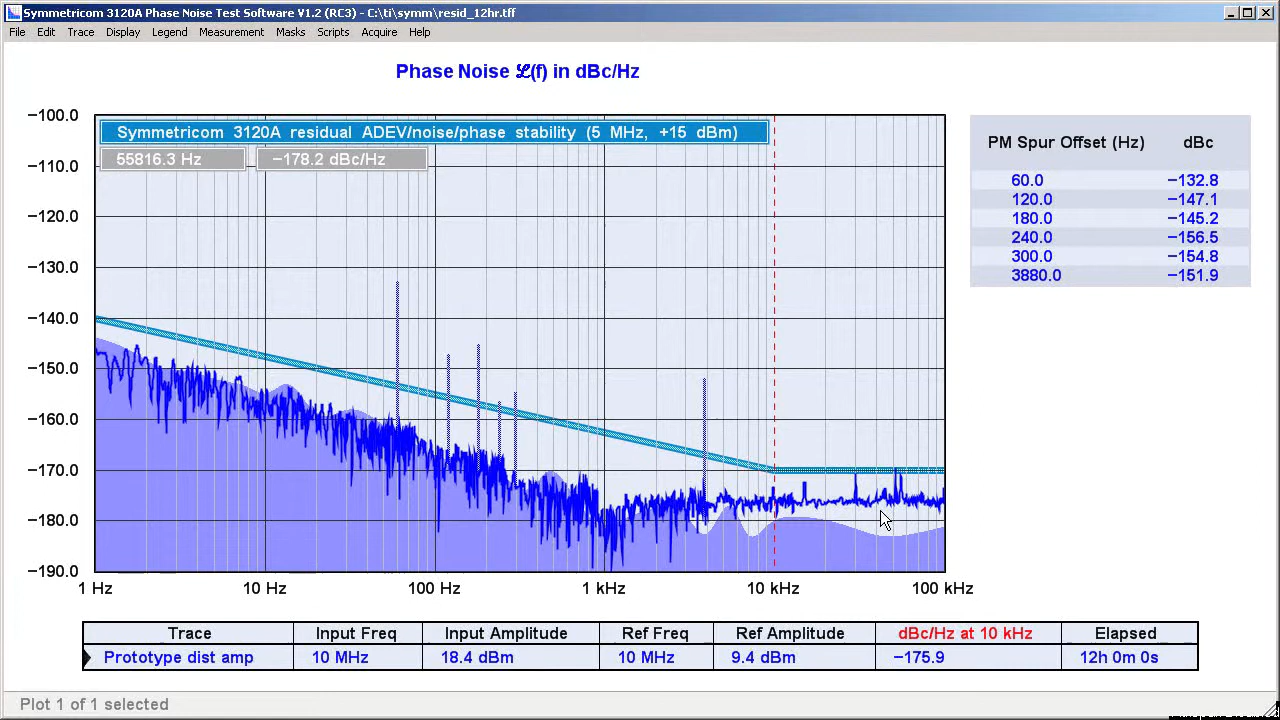 Symmetricom 3120A Phase Noise Test Software V1.2 (RC3) - C:\ti\symm\resid_12hr.tff
File Edit Trace Display Legend Measurement Masks Scripts Acquire Help
Phase Noise ℒ(f) in dBc/Hz
Symmetricom 3120A residual ADEV/noise/phase stability (5 MHz, +15 dBm)
55816.3 Hz −178.2 dBc/Hz
−100.0
−110.0
−120.0
−130.0
−140.0
−150.0
−160.0
−170.0
−180.0
−190.0
1 Hz 10 Hz 100 Hz 1 kHz 10 kHz 100 kHz
PM Spur Offset (Hz) dBc
60.0 −132.8
120.0 −147.1
180.0 −145.2
240.0 −156.5
300.0 −154.8
3880.0 −151.9
Trace Input Freq Input Amplitude Ref Freq Ref Amplitude dBc/Hz at 10 kHz Elapsed
Prototype dist amp 10 MHz 18.4 dBm 10 MHz 9.4 dBm −175.9 12h 0m 0s
Plot 1 of 1 selected